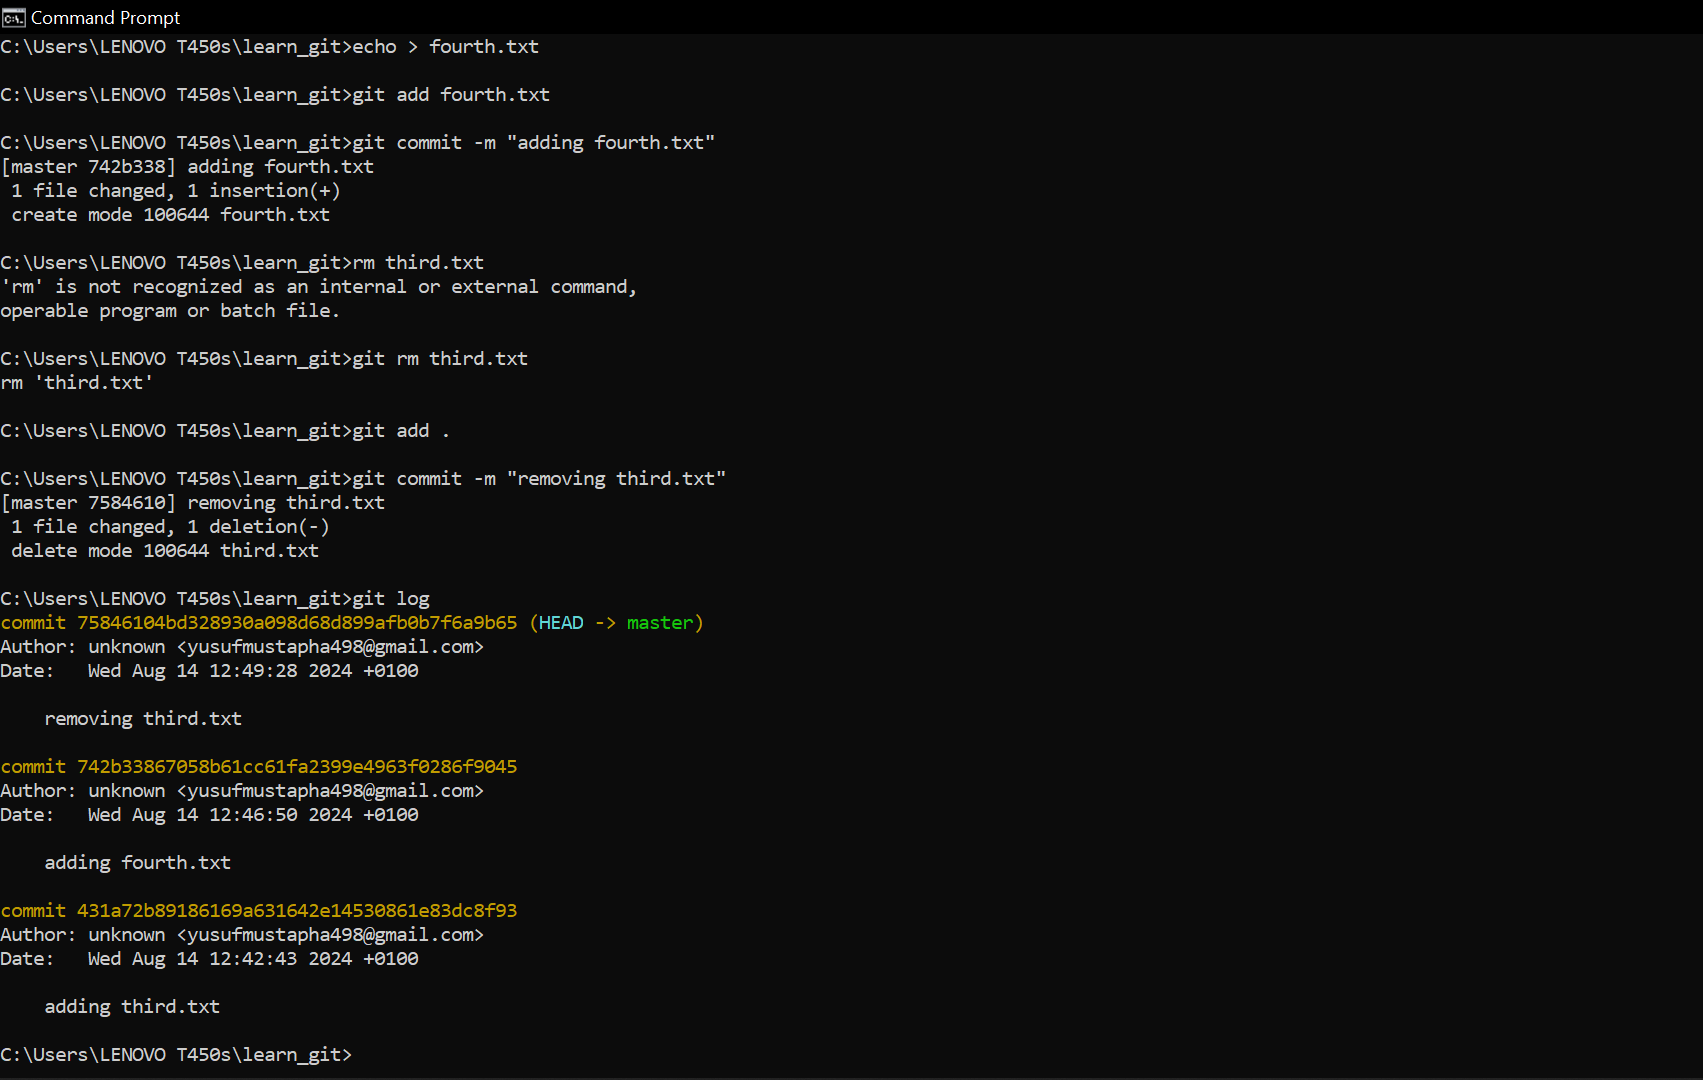 Command Prompt
C:\Users\LENOVO T450s\learn_git>echo > fourth.txt
C:\Users\LENOVO T450s\learn_git>git add fourth.txt
C:\Users\LENOVO T450s\learn_git>git commit -m "adding fourth.txt"
[master 742b338] adding fourth.txt
 1 file changed, 1 insertion(+)
 create mode 100644 fourth.txt
C:\Users\LENOVO T450s\learn_git>rm third.txt
'rm' is not recognized as an internal or external command,
operable program or batch file.
C:\Users\LENOVO T450s\learn_git>git rm third.txt
rm 'third.txt'
C:\Users\LENOVO T450s\learn_git>git add .
C:\Users\LENOVO T450s\learn_git>git commit -m "removing third.txt"
[master 7584610] removing third.txt
 1 file changed, 1 deletion(-)
 delete mode 100644 third.txt
C:\Users\LENOVO T450s\learn_git>git log
commit 75846104bd328930a098d68d899afb0b7f6a9b65 (HEAD -> master)
Author: unknown <yusufmustapha498@gmail.com>
Date:   Wed Aug 14 12:49:28 2024 +0100
    removing third.txt
commit 742b33867058b61cc61fa2399e4963f0286f9045
Author: unknown <yusufmustapha498@gmail.com>
Date:   Wed Aug 14 12:46:50 2024 +0100
    adding fourth.txt
commit 431a72b89186169a631642e14530861e83dc8f93
Author: unknown <yusufmustapha498@gmail.com>
Date:   Wed Aug 14 12:42:43 2024 +0100
    adding third.txt
C:\Users\LENOVO T450s\learn_git>